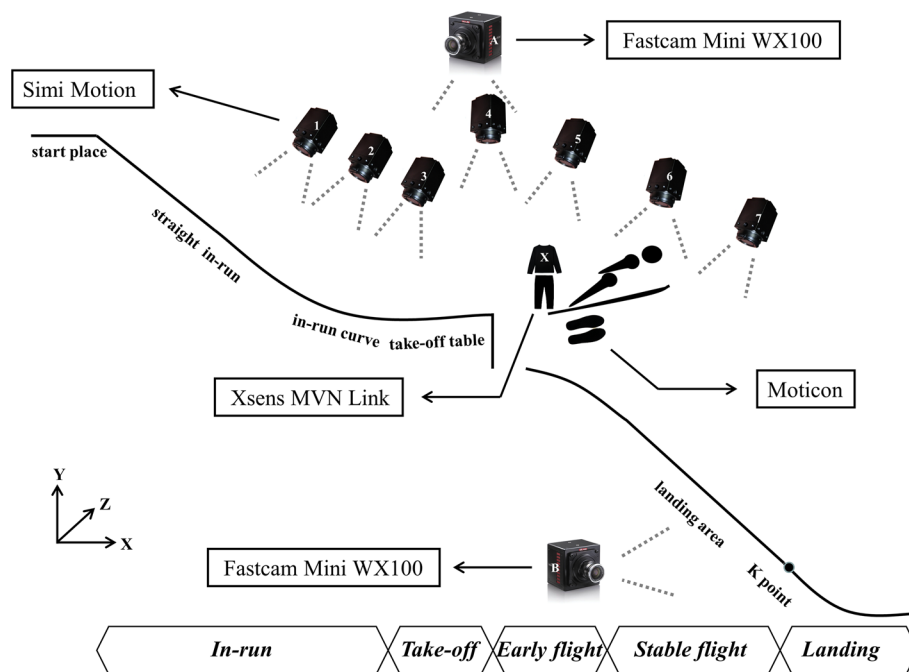 A
Fastcam Mini WX100
Simi Motion
1
2
3
4
5
6
7
start place
straight in-run
in-run curve
take-off table
X
Xsens MVN Link
Moticon
landing area
K point
Y
Z
X
Fastcam Mini WX100
B
In-run
Take-off
Early flight
Stable flight
Landing